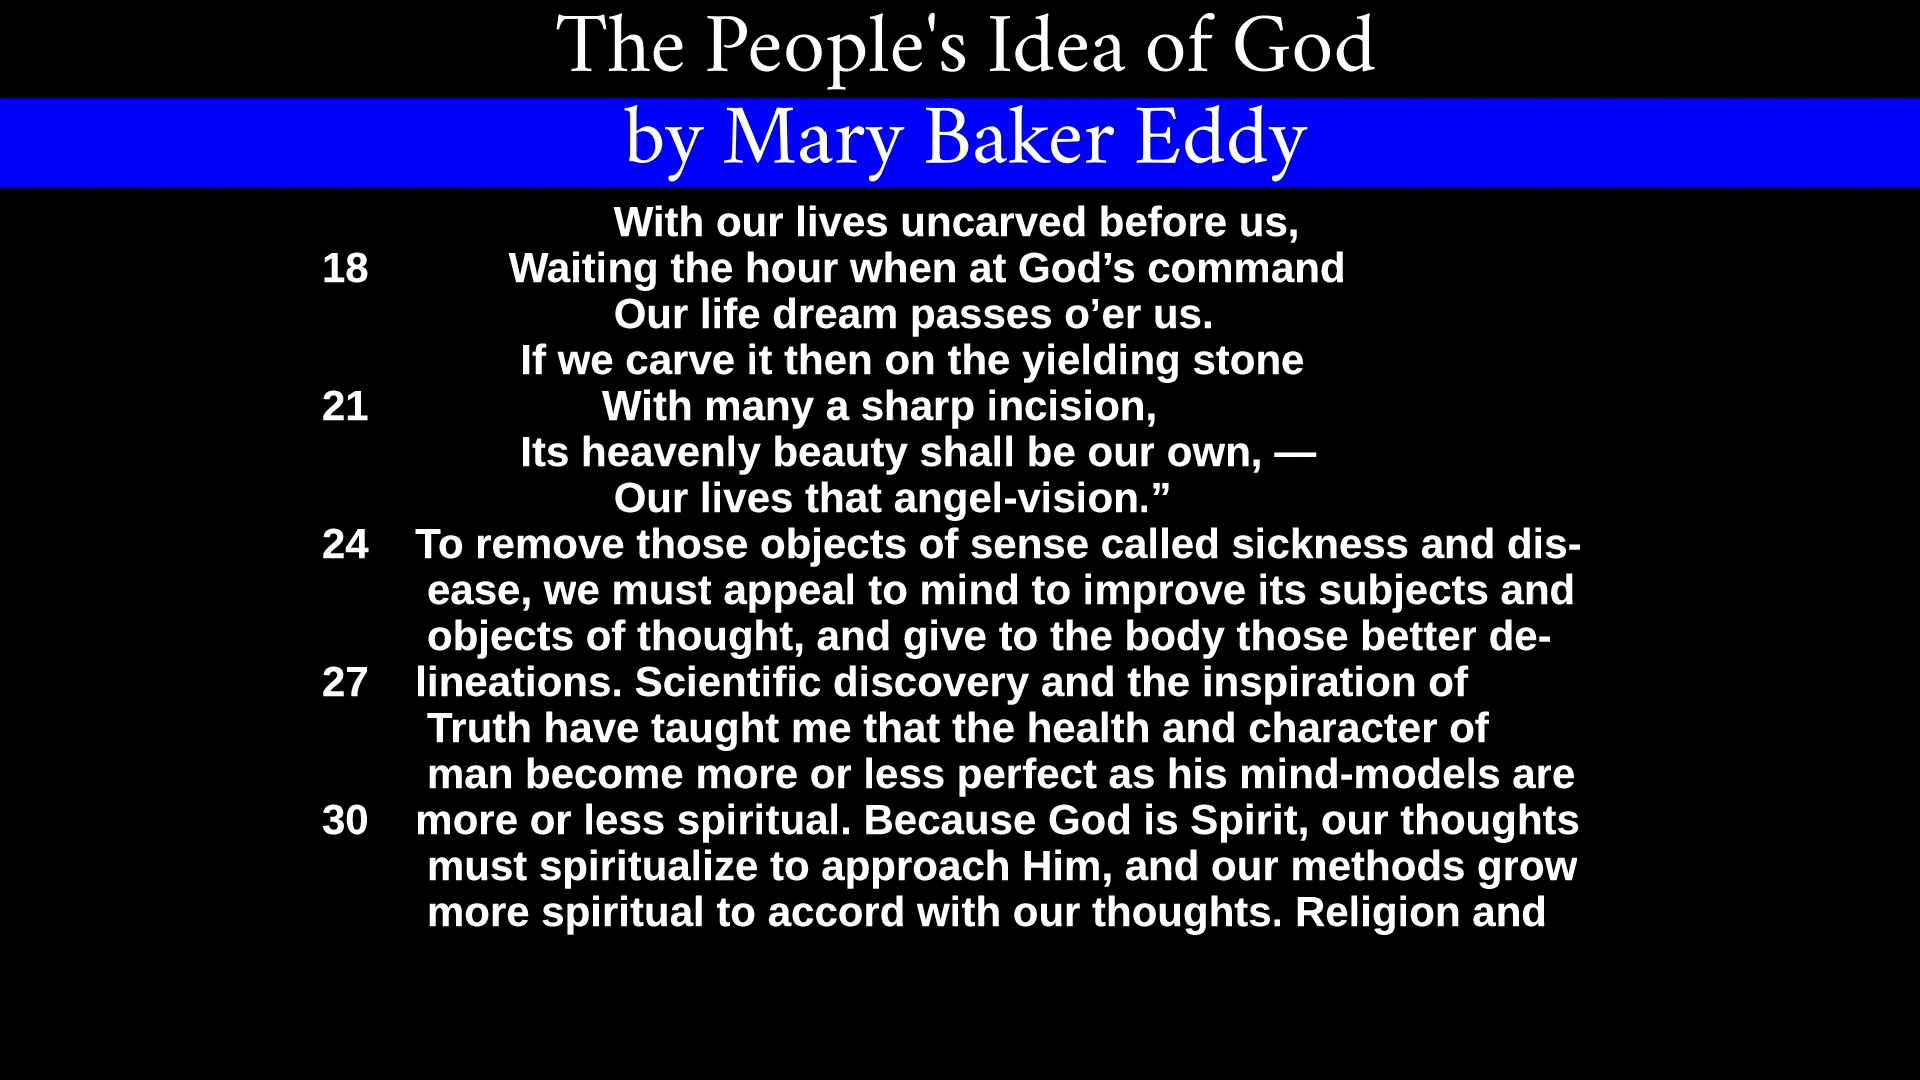 The People's Idea of God
by Mary Baker Eddy
With our lives uncarved before us,
18 Waiting the hour when at God’s command
Our life dream passes o’er us.
If we carve it then on the yielding stone
21 With many a sharp incision,
Its heavenly beauty shall be our own, —
Our lives that angel-vision.”
24 To remove those objects of sense called sickness and dis-
ease, we must appeal to mind to improve its subjects and
objects of thought, and give to the body those better de-
27 lineations. Scientific discovery and the inspiration of
Truth have taught me that the health and character of
man become more or less perfect as his mind-models are
30 more or less spiritual. Because God is Spirit, our thoughts
must spiritualize to approach Him, and our methods grow
more spiritual to accord with our thoughts. Religion and